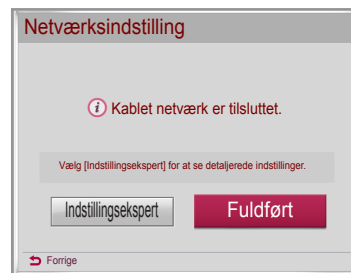 Netværksindstilling
Kablet netværk er tilsluttet.
Vælg [Indstillingsekspert] for at se detaljerede indstillinger.
Indstillingsekspert
Fuldført
Forrige